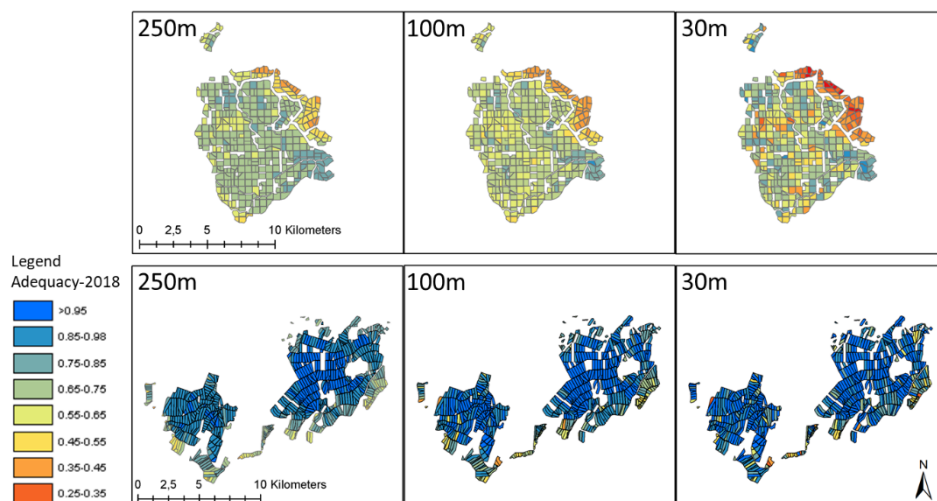 250m
100m
30m
0 2,5 5 10 Kilometers
Legend
Adequacy-2018
>0.95
0.85-0.98
0.75-0.85
0.65-0.75
0.55-0.65
0.45-0.55
0.35-0.45
0.25-0.35
250m
100m
30m
0 2,5 5 10 Kilometers
N